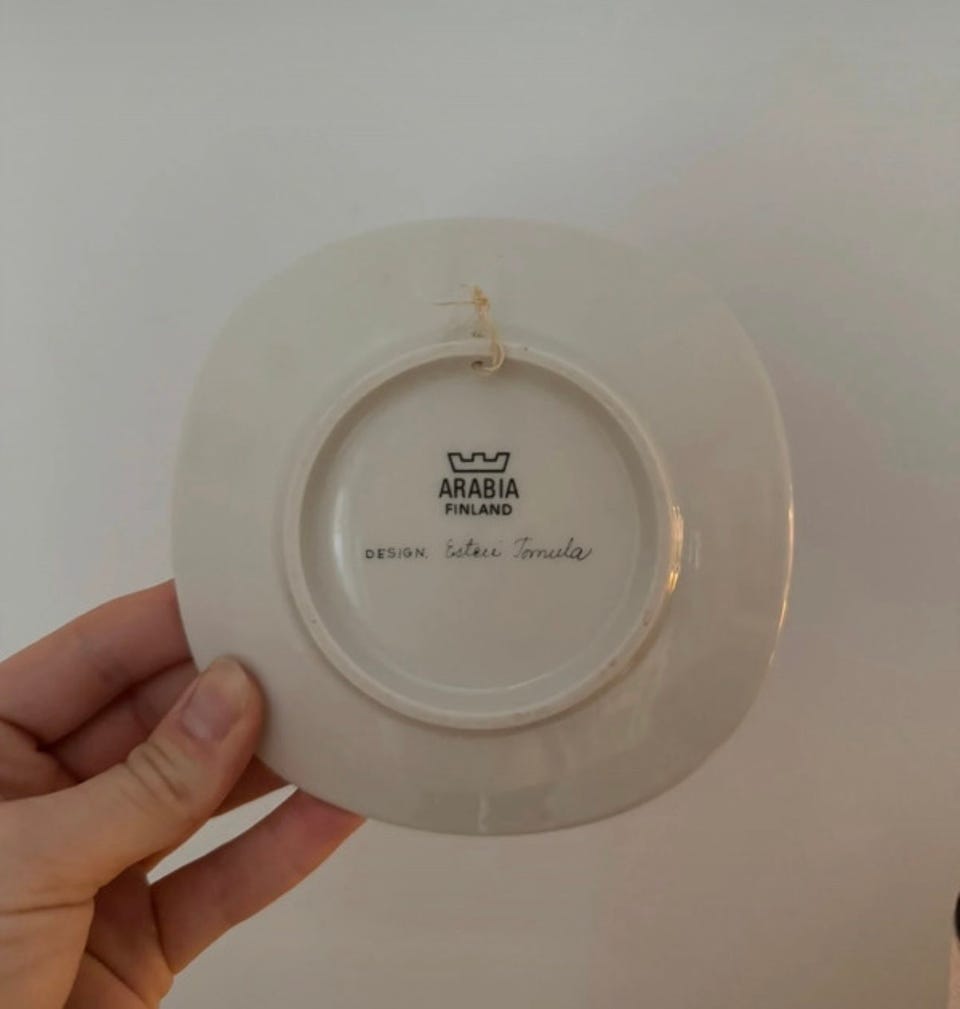 ARABIA
FINLAND
DESIGN. Esteri Tomula